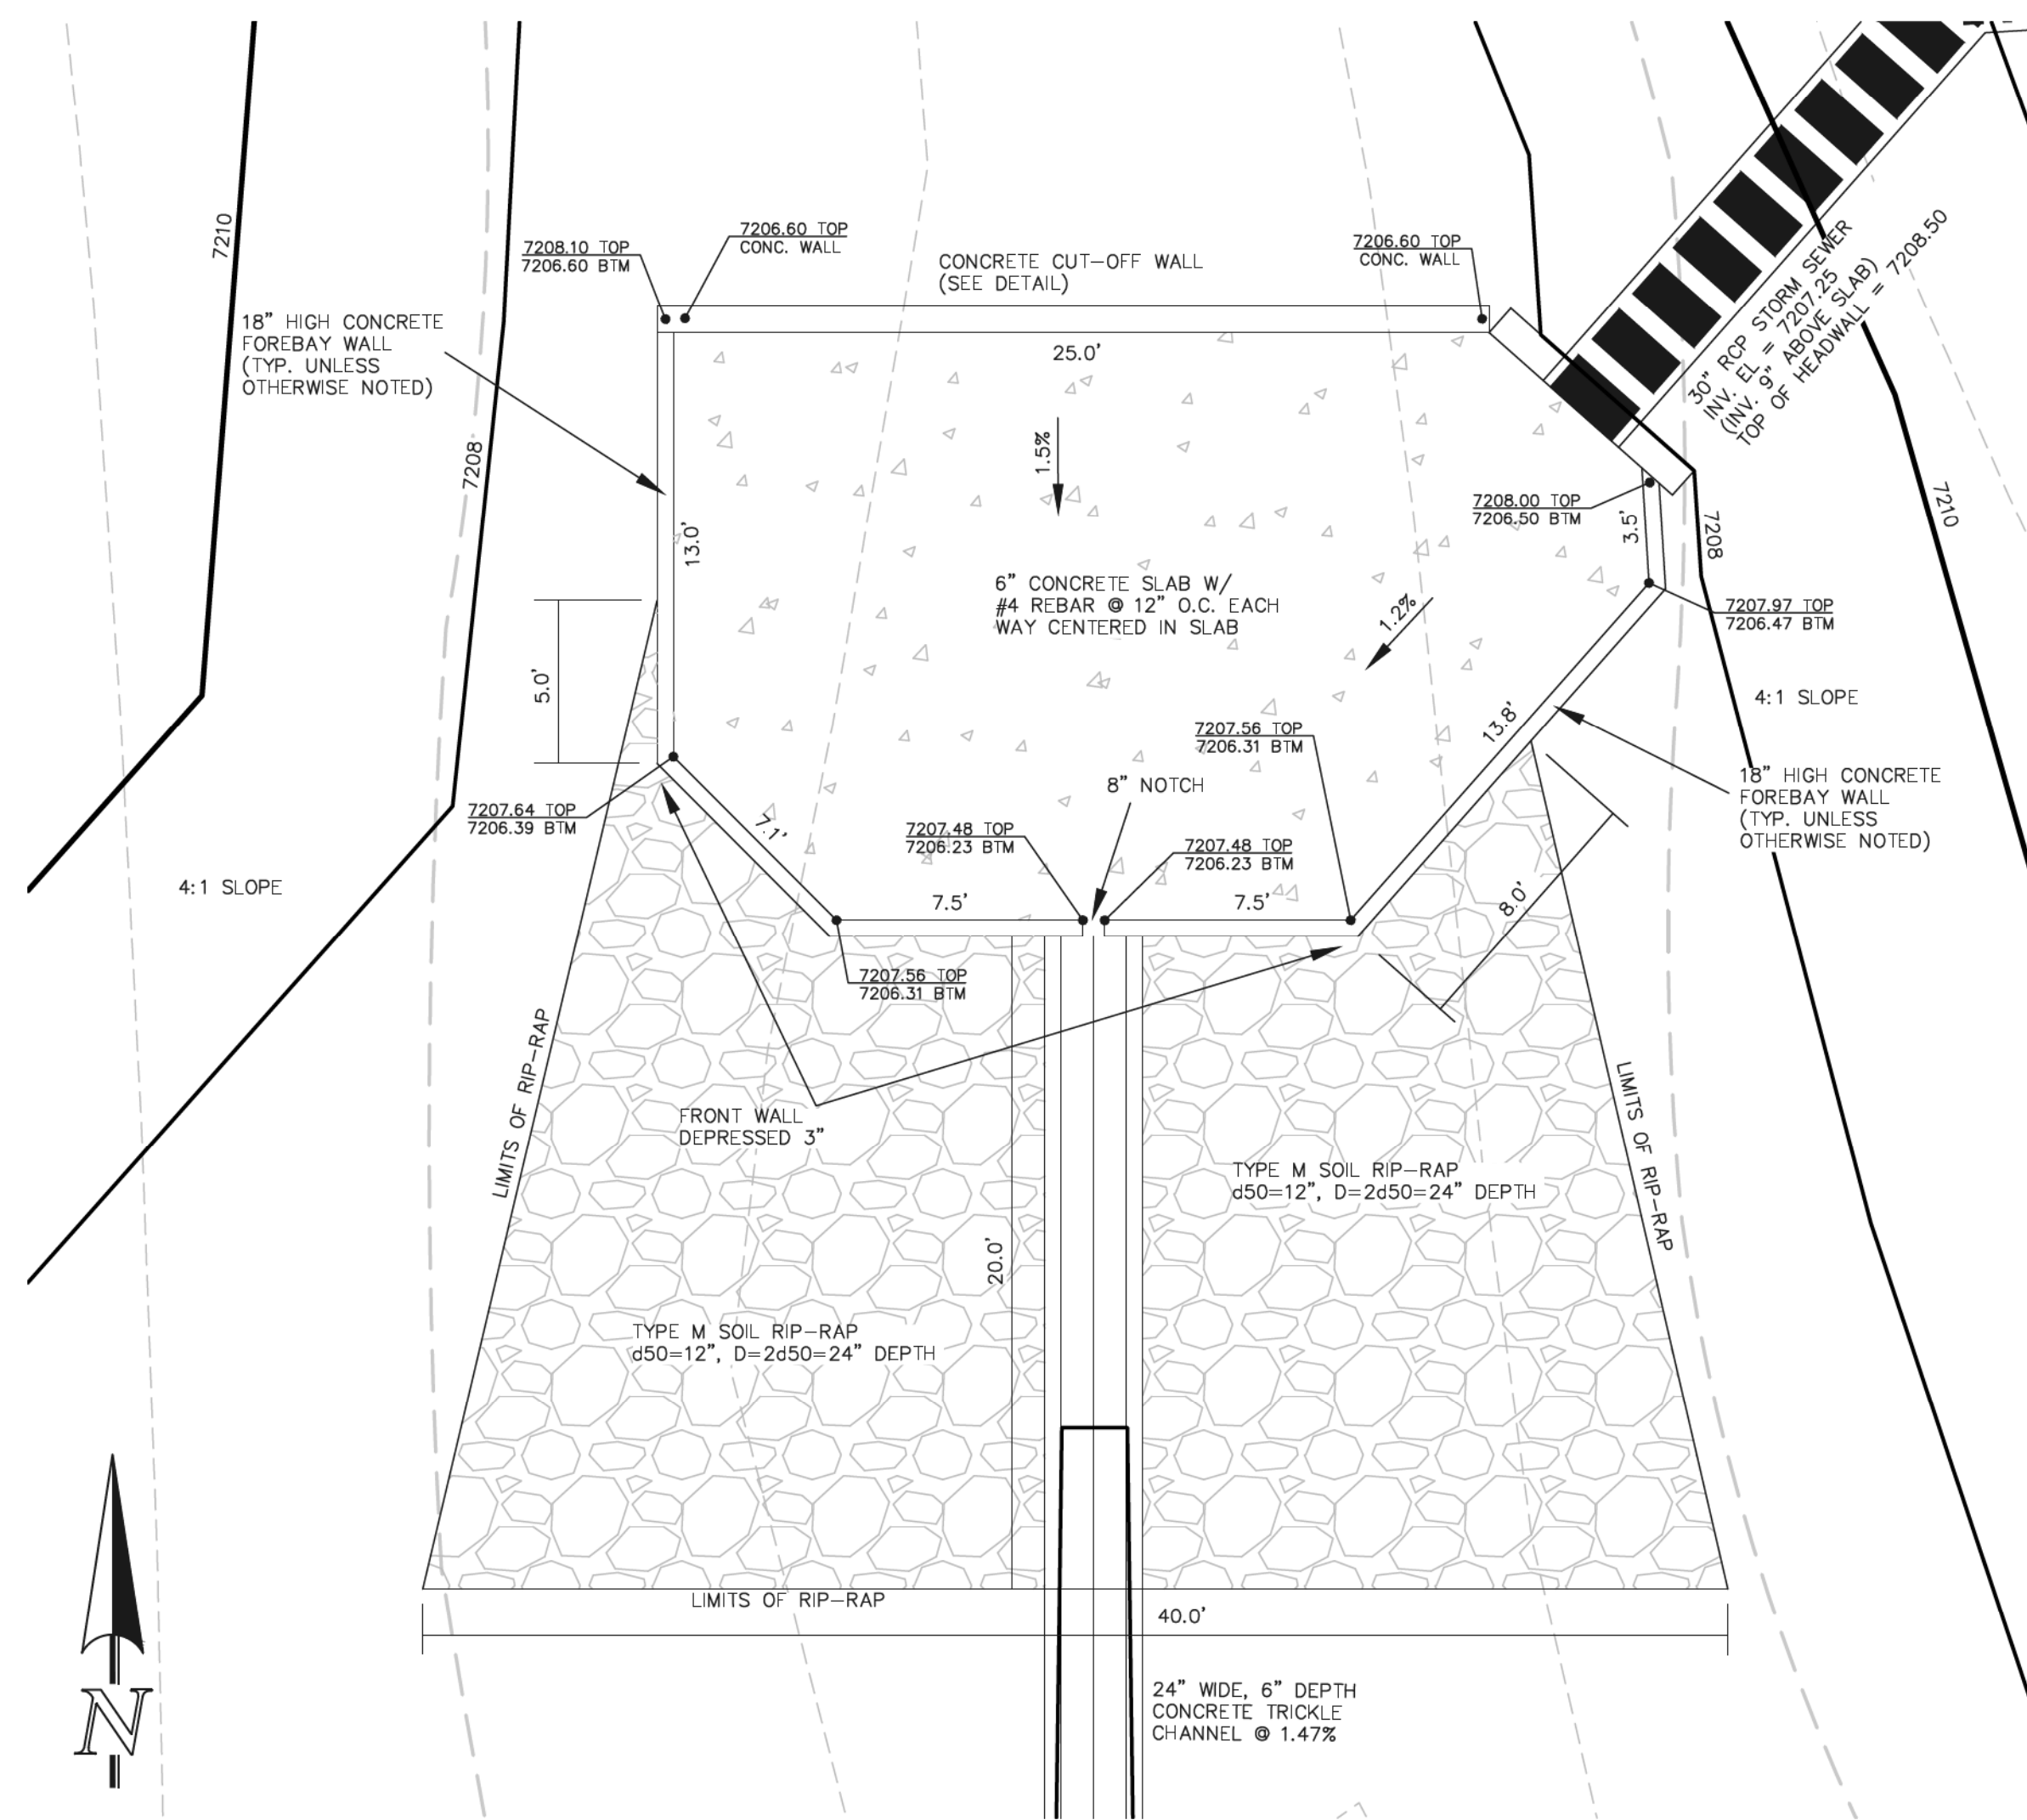 7210
7208
7208.10 TOP
7206.60 BTM
7206.60 TOP
CONC. WALL
CONCRETE CUT-OFF WALL
(SEE DETAIL)
7206.60 TOP
CONC. WALL
30” RCP STORM SEWER
INV. EL = 7207.25
(INV. 9” ABOVE SLAB)
TOP OF HEADWALL = 7208.50
18” HIGH CONCRETE
FOREBAY WALL
(TYP. UNLESS
OTHERWISE NOTED)
25.0’
1.5%
13.0’
7208.00 TOP
7206.50 BTM
3.5’
7208
7210
6” CONCRETE SLAB W/
#4 REBAR @ 12” O.C. EACH
WAY CENTERED IN SLAB
1.2%
7207.97 TOP
7206.47 BTM
5.0’
4:1 SLOPE
13.8’
7207.56 TOP
7206.31 BTM
8” NOTCH
18” HIGH CONCRETE
FOREBAY WALL
(TYP. UNLESS
OTHERWISE NOTED)
7207.64 TOP
7206.39 BTM
7.1’
7207.48 TOP
7206.23 BTM
7207.48 TOP
7206.23 BTM
4:1 SLOPE
7.5’
7.5’
8.0’
7207.56 TOP
7206.31 BTM
LIMITS OF RIP-RAP
FRONT WALL
DEPRESSED 3”
LIMITS OF RIP-RAP
TYPE M SOIL RIP-RAP
d50=12”, D=2d50=24” DEPTH
20.0’
TYPE M SOIL RIP-RAP
d50=12”, D=2d50=24” DEPTH
LIMITS OF RIP-RAP
40.0’
24” WIDE, 6” DEPTH
CONCRETE TRICKLE
CHANNEL @ 1.47%
N